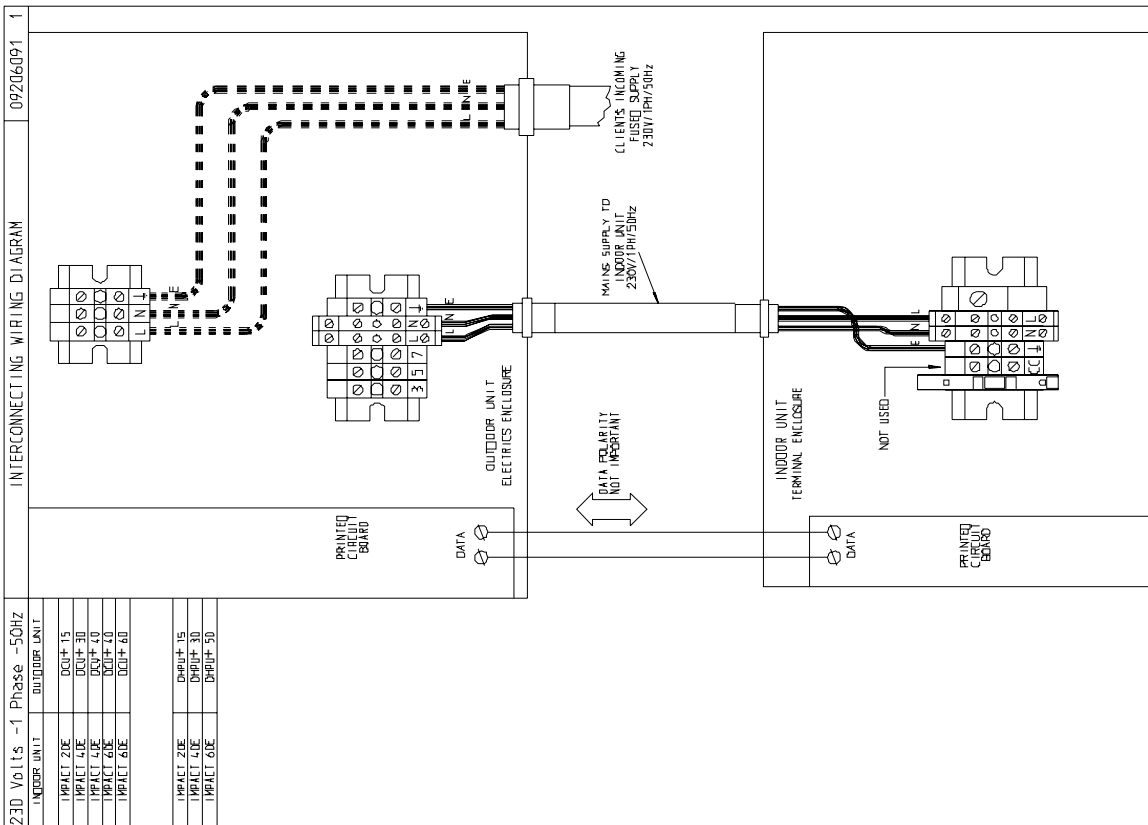 230 Volts -1 Phase -50Hz
INTERCONNECTING WIRING DIAGRAM
09206091
1
INDOOR UNIT
OUTDOOR UNIT
IMPACT 2DE
DCU+ 15
IMPACT 4DE
DCU+ 30
IMPACT 4DE
DCU+ 40
IMPACT 6DE
DCU+ 40
IMPACT 6DE
DCU+ 60
IMPACT 2DE
DHPU+ 15
IMPACT 4DE
DHPU+ 30
IMPACT 6DE
DHPU+ 50
L
N
L
N
E
L
N
E
CLIENTS INCOMING
FUSED SUPPLY
230V/1PH/50Hz
3
5
7
L
N
L
N
E
OUTDOOR UNIT
ELECTRICS ENCLOSURE
PRINTED
CIRCUIT
BOARD
DATA
DATA POLARITY
NOT IMPORTANT
MAINS SUPPLY TO
INDOOR UNIT
230V/1PH/50Hz
INDOOR UNIT
TERMINAL ENCLOSURE
E
N
L
CC
N
L
NOT USED
DATA
PRINTED
CIRCUIT
BOARD